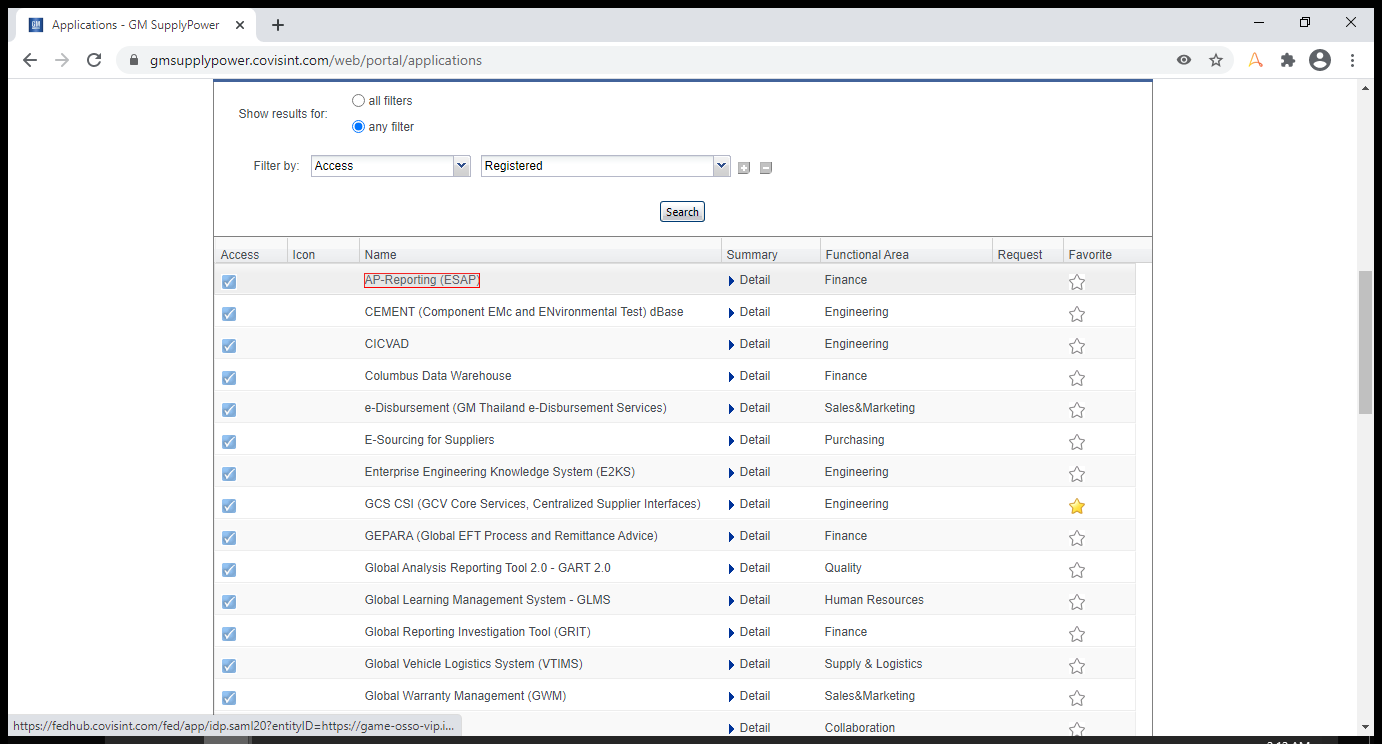 Applications - GM SupplyPower
gmsupplypower.covisint.com/web/portal/applications
Show results for:
all filters
any filter
Filter by: Access Registered
Search
Access Icon Name Summary Functional Area Request Favorite
AP-Reporting (ESAP) Detail Finance
CEMENT (Component EMc and ENvironmental Test) dBase Detail Engineering
CICVAD Detail Engineering
Columbus Data Warehouse Detail Finance
e-Disbursement (GM Thailand e-Disbursement Services) Detail Sales&Marketing
E-Sourcing for Suppliers Detail Purchasing
Enterprise Engineering Knowledge System (E2KS) Detail Engineering
GCS CSI (GCV Core Services, Centralized Supplier Interfaces) Detail Engineering
GEPARA (Global EFT Process and Remittance Advice) Detail Finance
Global Analysis Reporting Tool 2.0 - GART 2.0 Detail Quality
Global Learning Management System - GLMS Detail Human Resources
Global Reporting Investigation Tool (GRIT) Detail Finance
Global Vehicle Logistics System (VTIMS) Detail Supply & Logistics
Global Warranty Management (GWM) Detail Sales&Marketing
Detail Collaboration
https://fedhub.covisint.com/fed/app/idp.saml20?entityID=https://game-osso-vip.i...